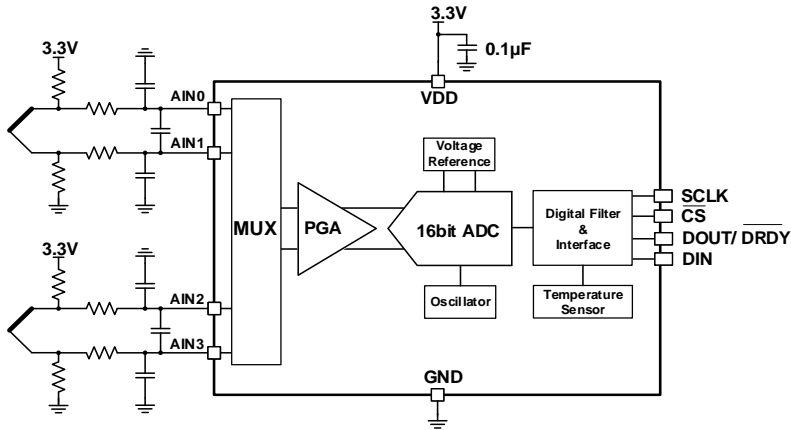 3.3V
0.1µF
VDD
3.3V
AIN0
AIN1
3.3V
AIN2
AIN3
MUX
PGA
Voltage
Reference
16bit ADC
Oscillator
Digital Filter
&
Interface
Temperature
Sensor
SCLK
CS
DOUT/ DRDY
DIN
GND